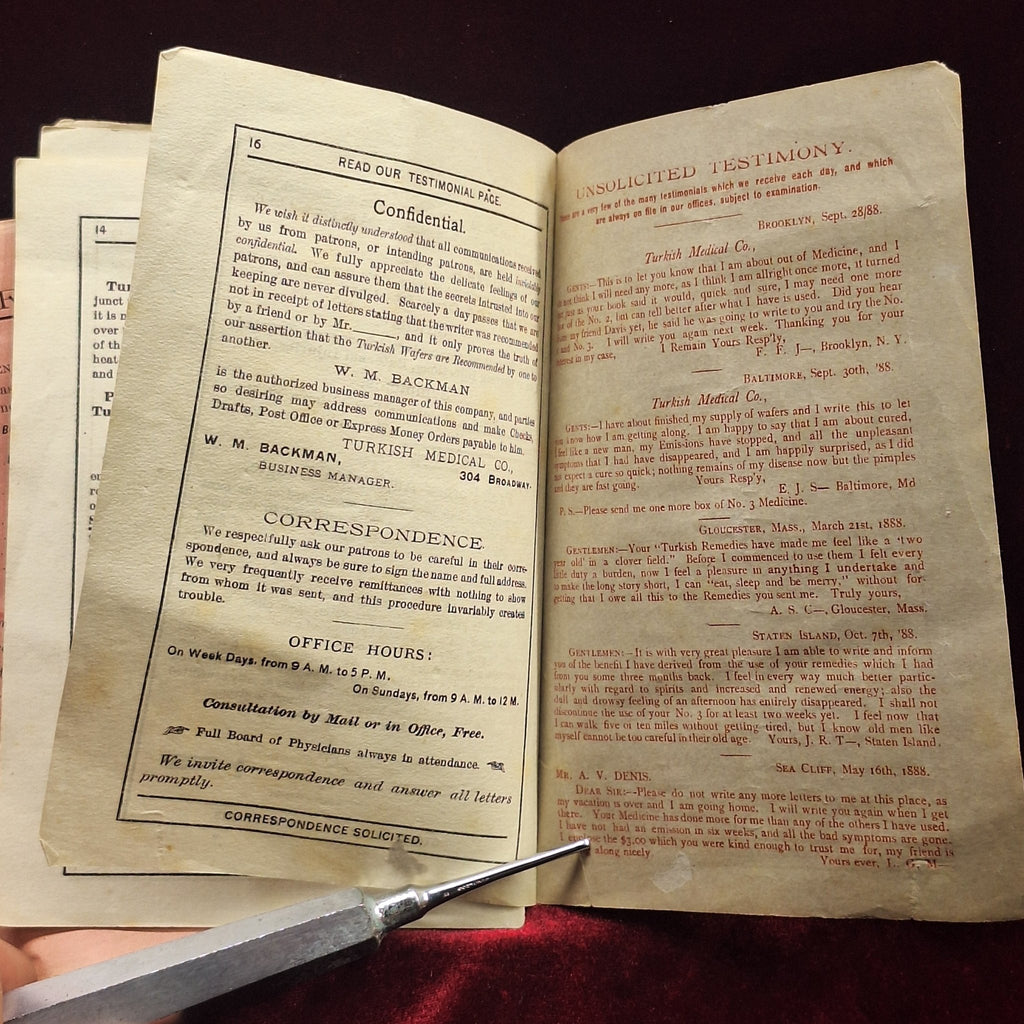 14
Tur
junct
it is n
over
of th
heat
and
P
Tu
16
READ OUR TESTIMONIAL PAGE.
Confidential.
We wish it distinctly understood that all communications received
by us from patrons, or intending patrons, are held inviolably
confidential. We fully appreciate the delicate feelings of our
patrons, and can assure them that the secrets intrusted into our
keeping are never divulged. Scarcely a day passes that we are
not in receipt of letters stating that the writer was recommended
by a friend or by Mr.______, and it only proves the truth of
our assertion that the Turkish Wafers are Recommended by one to
another.
W. M. BACKMAN
is the authorized business manager of this company, and parties
so desiring may address communications and make Checks,
Drafts, Post Office or Express Money Orders payable to him.
TURKISH MEDICAL CO.,
W. M. BACKMAN, 304 BROADWAY.
BUSINESS MANAGER.
CORRESPONDENCE.
We respectfully ask our patrons to be careful in their corre-
spondence, and always be sure to sign the name and full address.
We very frequently receive remittances with nothing to show
from whom it was sent, and this procedure invariably creates
trouble.
OFFICE HOURS:
On Week Days, from 9 A. M. to 5 P. M.
On Sundays, from 9 A. M. to 12 M.
Consultation by Mail or in Office, Free.
Full Board of Physicians always in attendance.
We invite correspondence and answer all letters
promptly.
CORRESPONDENCE SOLICITED.
UNSOLICITED TESTIMONY.
These are a very few of the many testimonials which we receive each day, and which
are always on file in our offices, subject to examination.
BROOKLYN, Sept. 28/88.
Turkish Medical Co.,
GENTS:—This is to let you know that I am about out of Medicine, and I
not think I will need any more, as I think I am allright once more, it turned
just as your book said it would, quick and sure, I may need one more
of the No. 2, but can tell better after what I have is used. Did you hear
my friend Davis yet, he said he was going to write to you and try the No.
and No. 3. I will write you again next week. Thanking you for your
interest in my case, I Remain Yours Resp'ly,
F. F. J—, Brooklyn, N. Y.
BALTIMORE, Sept. 30th, '88.
Turkish Medical Co.,
GENTS:—I have about finished my supply of wafers and I write this to let
you know how I am getting along. I am happy to say that I am about cured,
I feel like a new man, my Emissions have stopped, and all the unpleasant
symptoms that I had have disappeared, and I am happily surprised, as I did
not expect a cure so quick; nothing remains of my disease now but the pimples
and they are fast going. Yours Resp'y,
E. J. S— Baltimore, Md
P. S.—Please send me one more box of No. 3 Medicine.
GLOUCESTER, MASS., March 21st, 1888.
GENTLEMEN:—Your "Turkish Remedies have made me feel like a 'two
year old' in a clover field." Before I commenced to use them I felt every
little duty a burden, now I feel a pleasure in anything I undertake and
to make the long story short, I can "eat, sleep and be merry," without for-
getting that I owe all this to the Remedies you sent me. Truly yours,
A. S. C—, Gloucester, Mass.
STATEN ISLAND, Oct. 7th, '88.
GENTLEMEN:—It is with very great pleasure I am able to write and inform
you of the benefit I have derived from the use of your remedies which I had
from you some three months back. I feel in every way much better partic-
ularly with regard to spirits and increased and renewed energy; also the
dull and drowsy feeling of an afternoon has entirely disappeared. I shall not
discontinue the use of your No. 3 for at least two weeks yet. I feel now that
I can walk five or ten miles without getting tired, but I know old men like
myself cannot be too careful in their old age. Yours, J. R. T—, Staten Island.
SEA CLIFF, May 16th, 1888.
MR. A. V. DENIS.
DEAR SIR:—Please do not write any more letters to me at this place, as
my vacation is over and I am going home. I will write you again when I get
there. Your Medicine has done more for me than any of the others I have used.
I have not had an emission in six weeks, and all the bad symptoms are gone.
I enclose the $3.00 which you were kind enough to trust me for, my friend is
along nicely Yours ever, L. G. M—